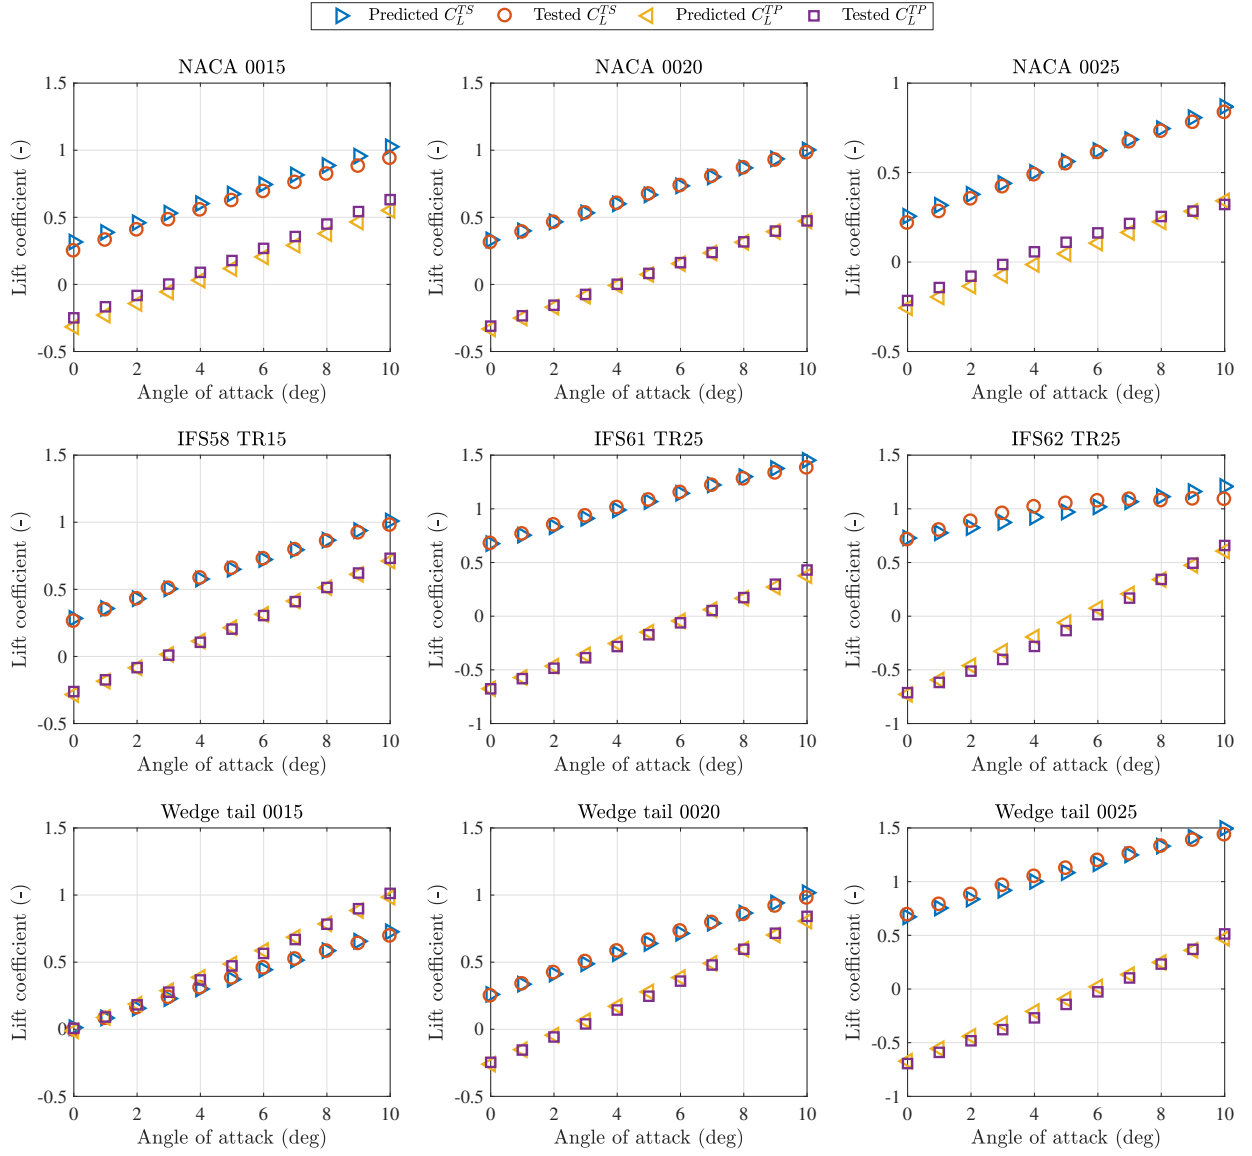 Predicted C_L^{TS} Tested C_L^{TS} Predicted C_L^{TP} Tested C_L^{TP}
NACA 0015
1.5
1
0.5
0
-0.5
0 2 4 6 8 10
Angle of attack (deg)
Lift coefficient (-)
NACA 0020
1.5
1
0.5
0
-0.5
0 2 4 6 8 10
Angle of attack (deg)
Lift coefficient (-)
NACA 0025
1
0.5
0
-0.5
0 2 4 6 8 10
Angle of attack (deg)
Lift coefficient (-)
IFS58 TR15
1.5
1
0.5
0
-0.5
0 2 4 6 8 10
Angle of attack (deg)
Lift coefficient (-)
IFS61 TR25
1.5
1
0.5
0
-0.5
-1
0 2 4 6 8 10
Angle of attack (deg)
Lift coefficient (-)
IFS62 TR25
1.5
1
0.5
0
-0.5
-1
0 2 4 6 8 10
Angle of attack (deg)
Lift coefficient (-)
Wedge tail 0015
1.5
1
0.5
0
-0.5
0 2 4 6 8 10
Angle of attack (deg)
Lift coefficient (-)
Wedge tail 0020
1.5
1
0.5
0
-0.5
0 2 4 6 8 10
Angle of attack (deg)
Lift coefficient (-)
Wedge tail 0025
1.5
1
0.5
0
-0.5
-1
0 2 4 6 8 10
Angle of attack (deg)
Lift coefficient (-)